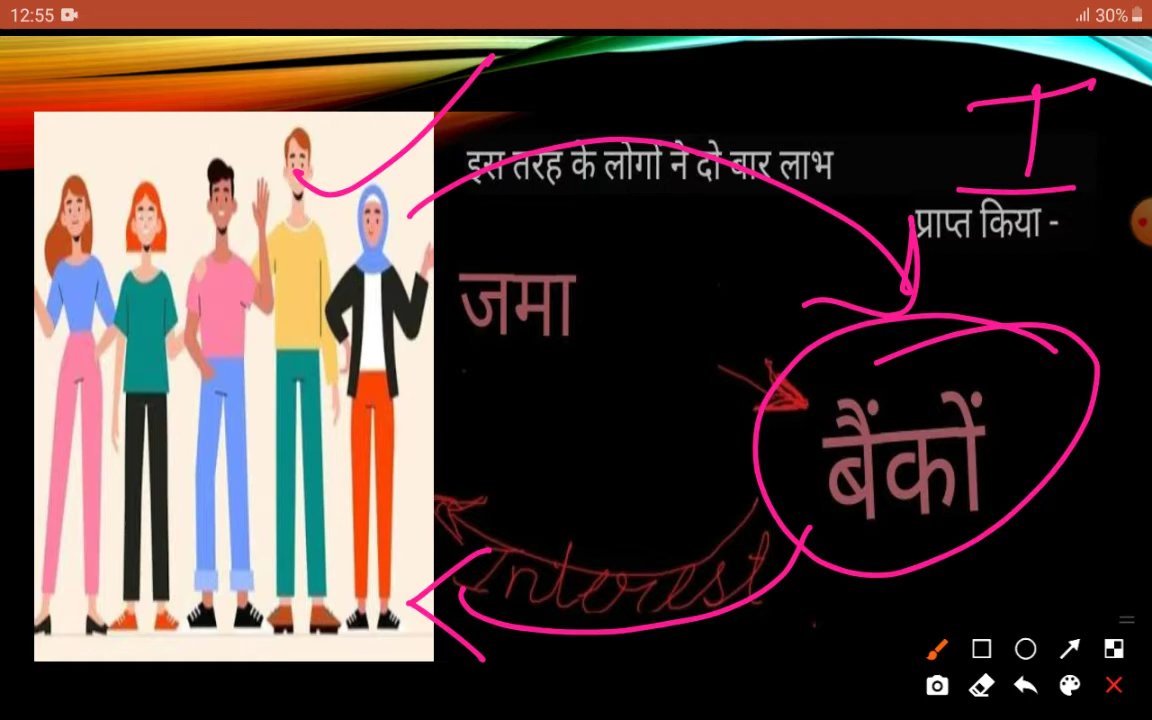 12:55
30%
I
इस तरह के लोगो नै दो बार लाभ
प्राप्त किया -
जमा
बैंकों
Interest